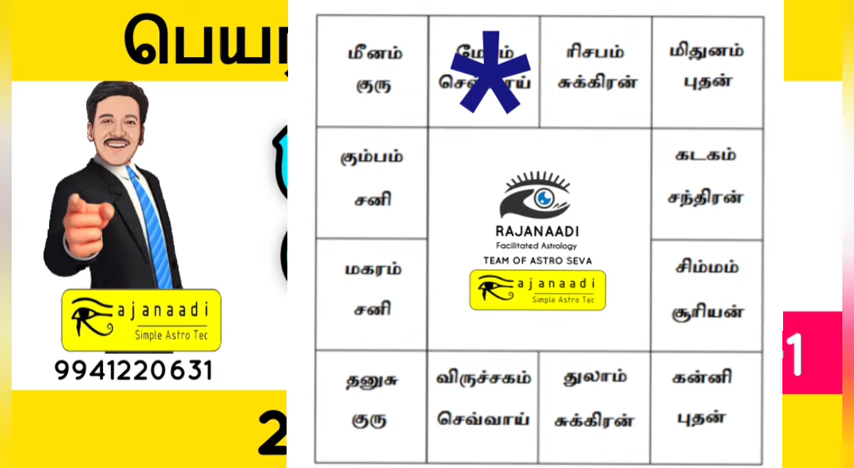 மீனம்
குரு
செவ்வாய்
ரிசபம்
சுக்கிரன்
மிதுனம்
புதன்
கும்பம்
சனி
கடகம்
சந்திரன்
மகரம்
சனி
சிம்மம்
சூரியன்
தனுசு
குரு
விருச்சகம்
செவ்வாய்
துலாம்
சுக்கிரன்
கன்னி
புதன்
RAJANAADI
Facilitated Astrology
TEAM OF ASTRO SEVA
ajanaadi
Simple Astro Tec
ajanaadi
Simple Astro Tec
9941220631